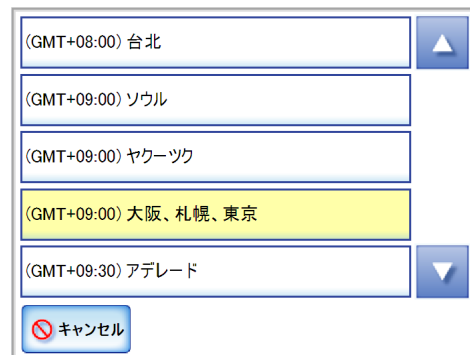 (GMT+08:00) 台北
(GMT+09:00) ソウル
(GMT+09:00) ヤクーツク
(GMT+09:00) 大阪、札幌、東京
(GMT+09:30) アデレード
キャンセル